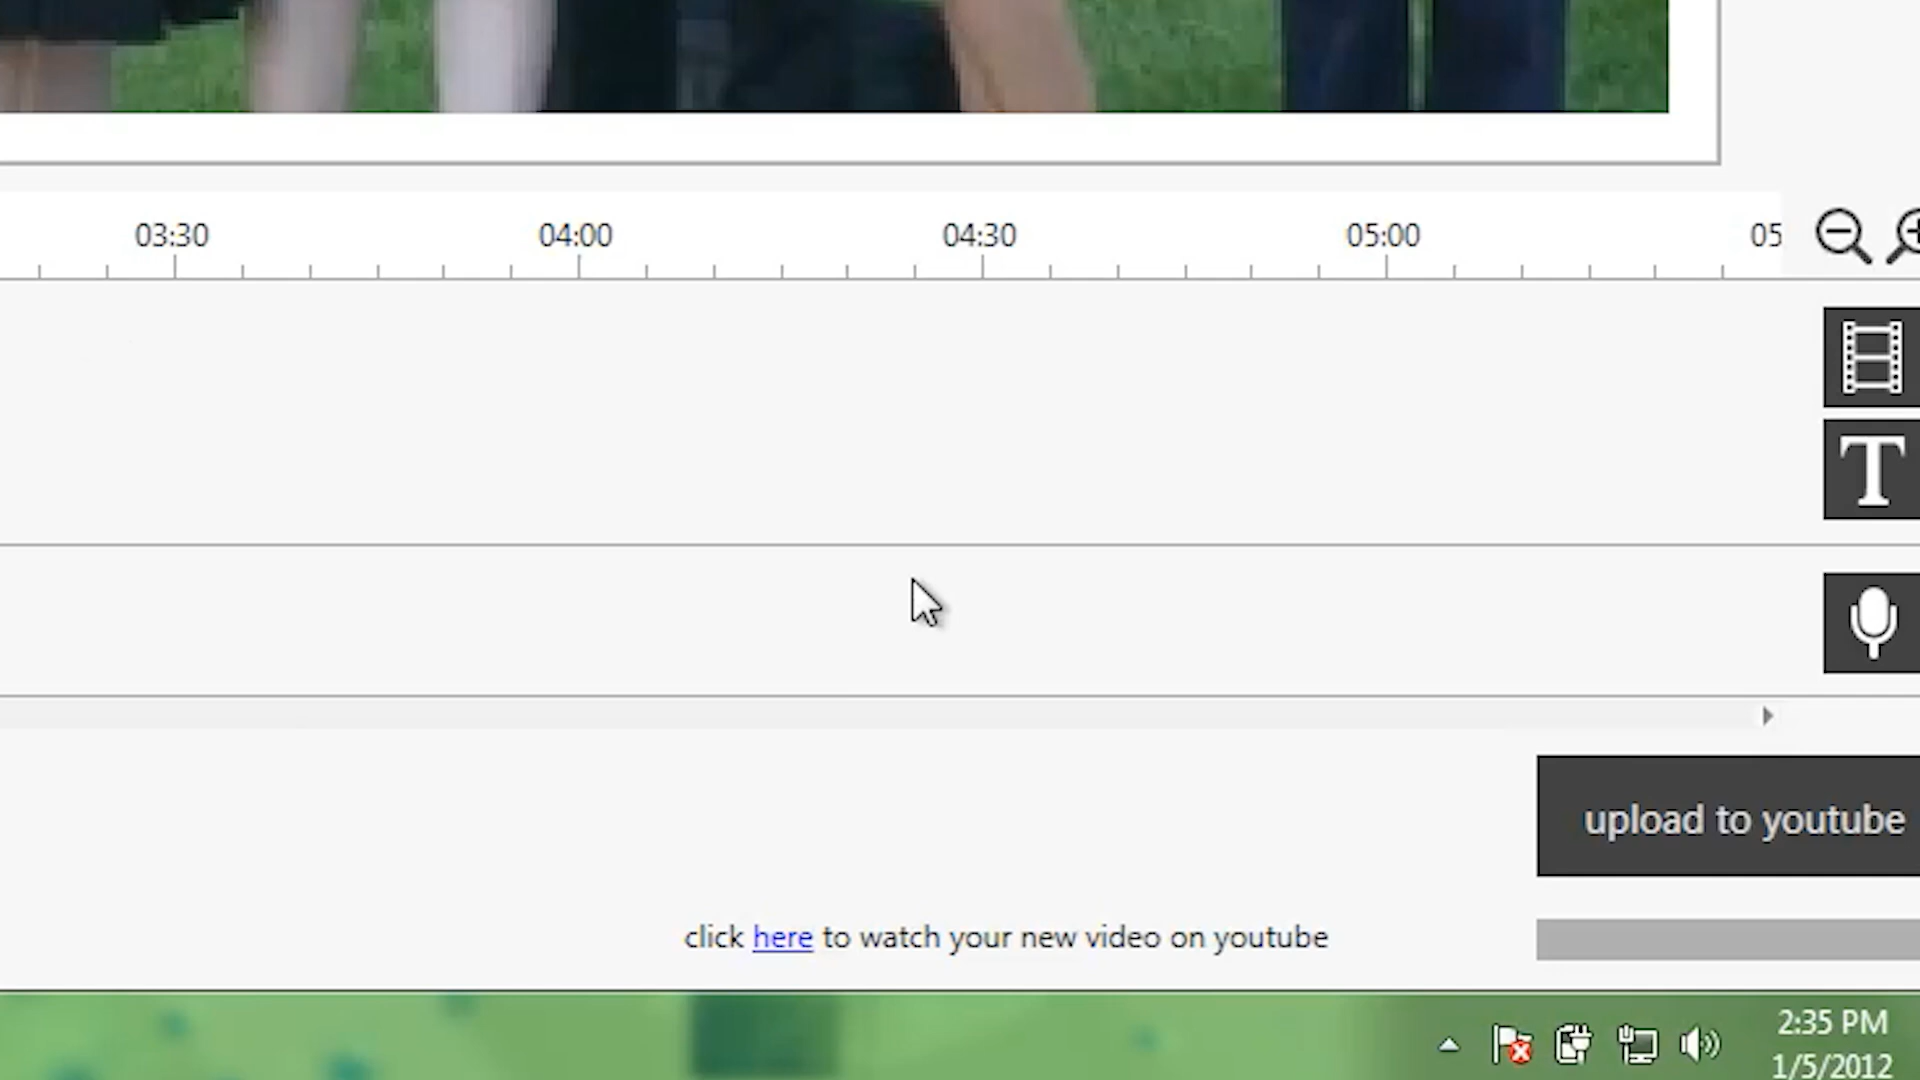 03:30 04:00 04:30 05:00 05
T
upload to youtube
click here to watch your new video on youtube
2:35 PM
1/5/2012